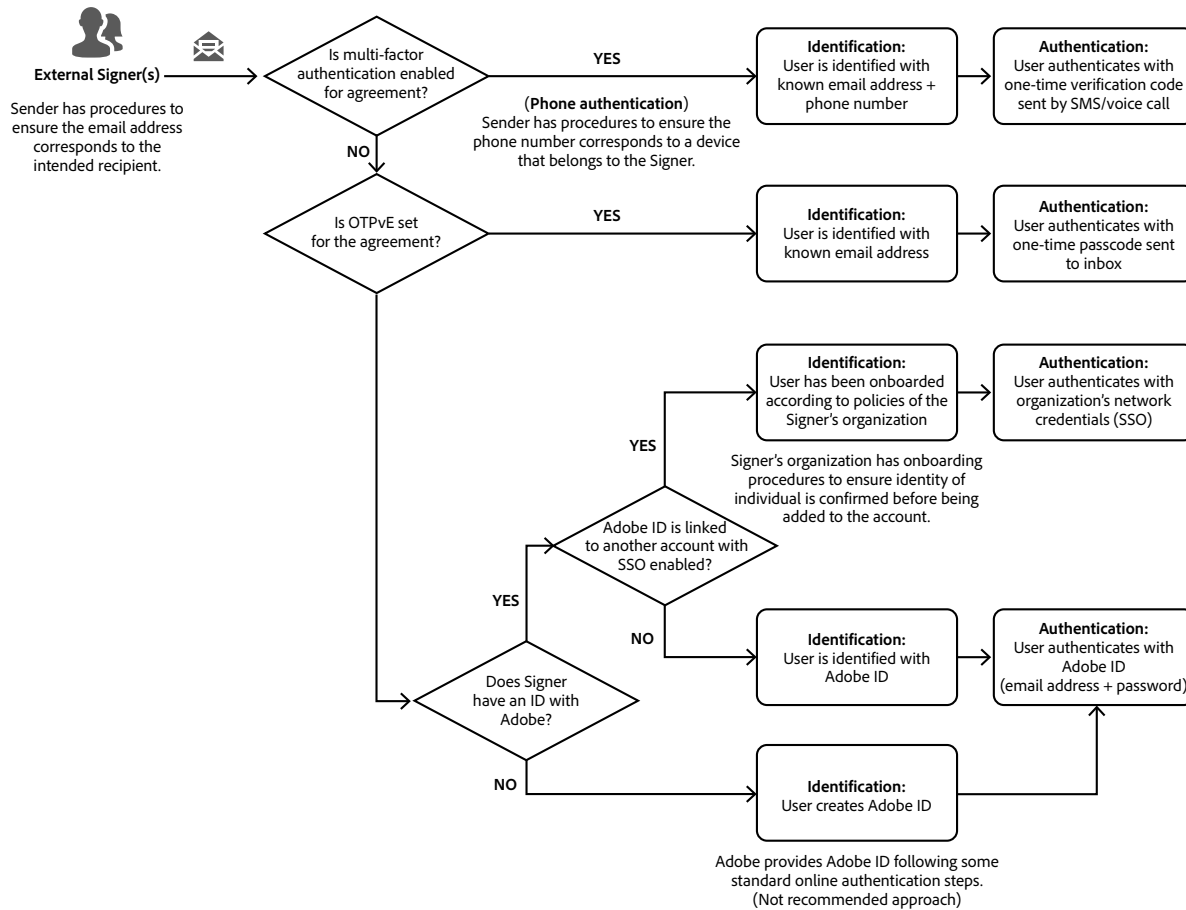 External Signer(s)
Sender has procedures to
ensure the email address
corresponds to the
intended recipient.
Is multi-factor
authentication enabled
for agreement?
YES
(Phone authentication)
Sender has procedures to ensure the
phone number corresponds to a device
that belongs to the Signer.
Identification:
User is identified with
known email address +
phone number
Authentication:
User authenticates with
one-time verification code
sent by SMS/voice call
NO
Is OTPvE set
for the agreement?
YES
Identification:
User is identified with
known email address
Authentication:
User authenticates with
one-time passcode sent
to inbox
Identification:
User has been onboarded
according to policies of the
Signer's organization
Authentication:
User authenticates with
organization's network
credentials (SSO)
YES
Signer's organization has onboarding
procedures to ensure identity of
individual is confirmed before being
added to the account.
Adobe ID is linked
to another account with
SSO enabled?
YES
NO
Identification:
User is identified with
Adobe ID
Authentication:
User authenticates with
Adobe ID
(email address + password)
Does Signer
have an ID with
Adobe?
NO
Identification:
User creates Adobe ID
Adobe provides Adobe ID following some
standard online authentication steps.
(Not recommended approach)